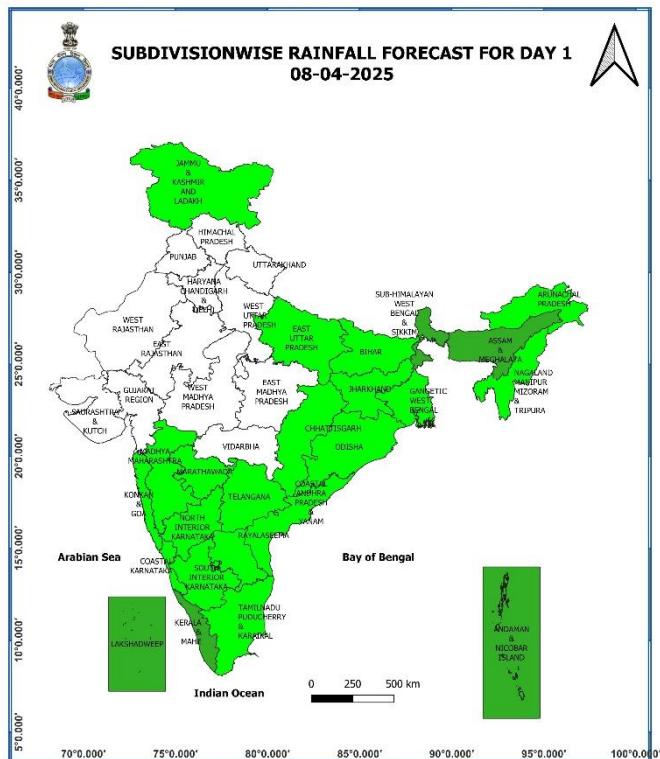 SUBDIVISIONWISE RAINFALL FORECAST FOR DAY 1
08-04-2025
40°0.000'
35°0.000'
30°0.000'
25°0.000'
20°0.000'
15°0.000'
10°0.000'
5°0.000'
JAMMU
&
KASHMIR
AND
LADAKH
HIMACHAL
PRADESH
PUNJAB
UTTARAKHAND
HARYANA
CHANDIGARH
&
DELHI
WEST
UTTAR
PRADESH
WEST
RAJASTHAN
EAST
RAJASTHAN
EAST
UTTAR
PRADESH
BIHAR
SUB-HIMALAYAN
WEST
BENGAL
&
SIKKIM
ARUNACHAL
PRADESH
ASSAM
&
MEGHALAYA
NAGALAND
MANIPUR
MIZORAM
&
TRIPURA
GUJARAT
REGION
SAURASHTRA
&
KUTCH
WEST
MADHYA
PRADESH
EAST
MADHYA
PRADESH
JHARKHAND
GANGETIC
WEST
BENGAL
CHHATTISGARH
ODISHA
VIDARBHA
MADHYA
MAHARASHTRA
MARATHAWADA
KONKAN
&
GOA
TELANGANA
COASTAL
ANDHRA
PRADESH
&
YANAM
NORTH
INTERIOR
KARNATAKA
RAYALASEEMA
COASTAL
KARNATAKA
SOUTH
INTERIOR
KARNATAKA
Arabian Sea
Bay of Bengal
LAKSHADWEEP
KERALA
&
MAHE
TAMILNADU
PUDUCHERRY
&
KARAIKAL
ANDAMAN
&
NICOBAR
ISLAND
Indian Ocean
0 250 500 km
70°0.000' 75°0.000' 80°0.000' 85°0.000' 90°0.000' 95°0.000' 100°0.000'